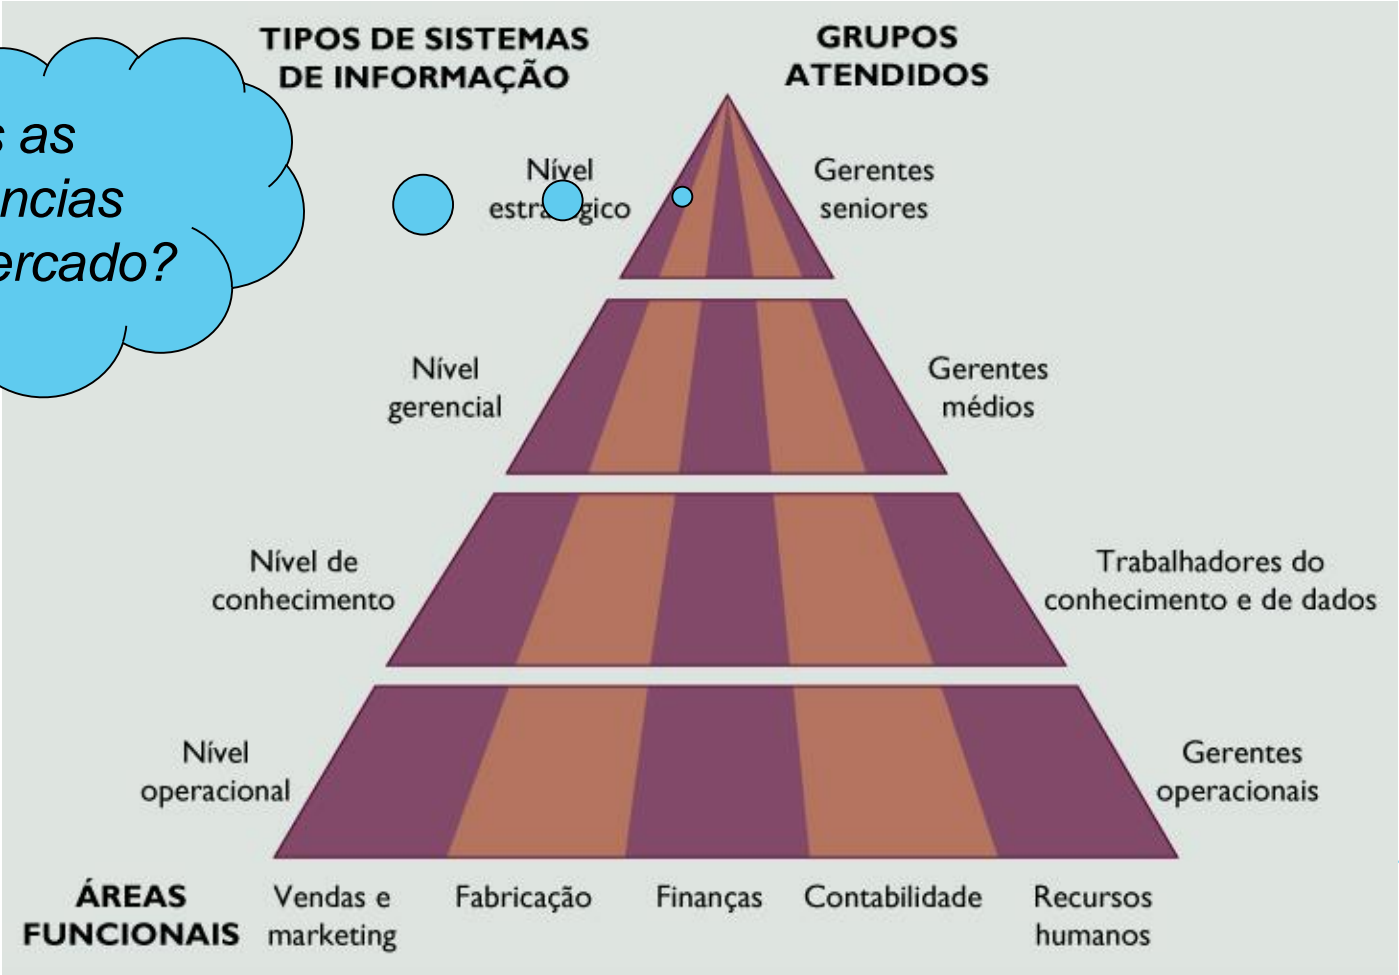 TIPOS DE SISTEMAS
DE INFORMAÇÃO
GRUPOS
ATENDIDOS
as
ercado?
Nível
Gerentes
seniores
Nível
gerencial
Gerentes
médios
Nível de
conhecimento
Trabalhadores do
conhecimento e de dados
Nível
operacional
Gerentes
operacionais
ÁREAS
FUNCIONAIS
Vendas e
marketing
Fabricação
Finanças
Contabilidade
Recursos
humanos